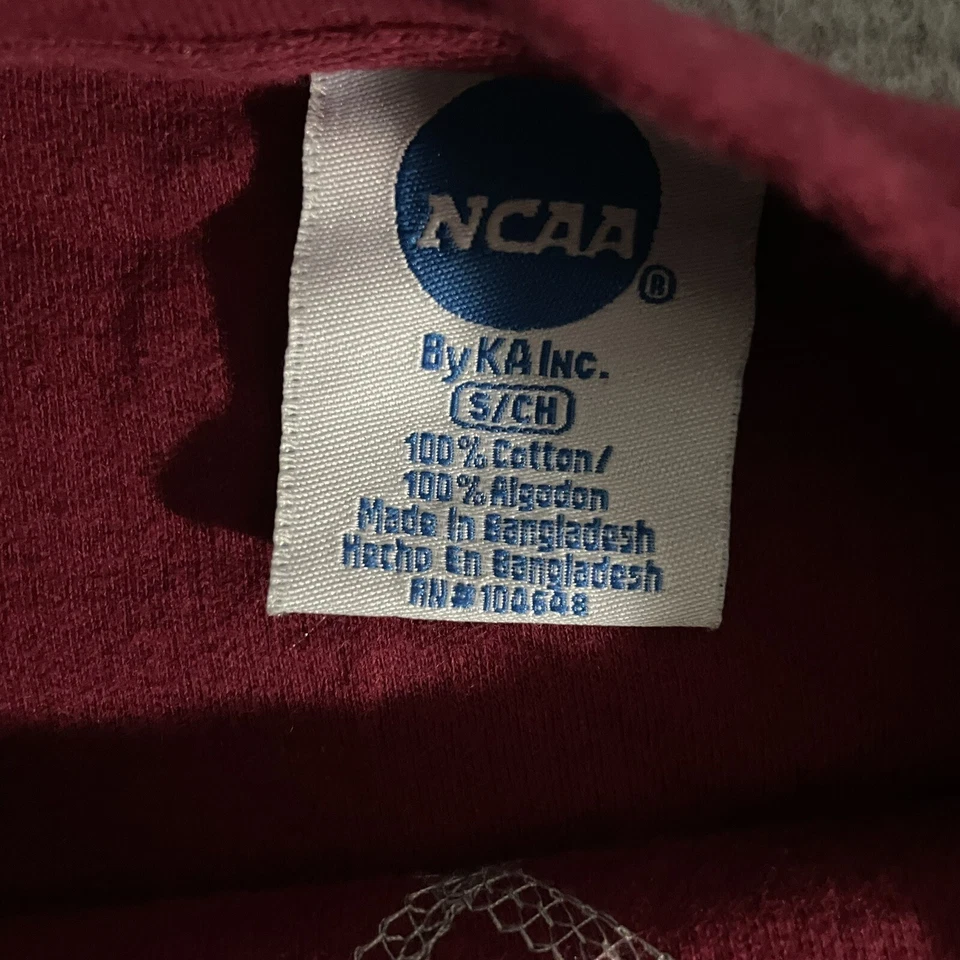 NCAA
®
By KA Inc.
S/CH
100% Cotton/
100% Algodon
Made In Bangladesh
Hecho En Bangladesh
RN#104648